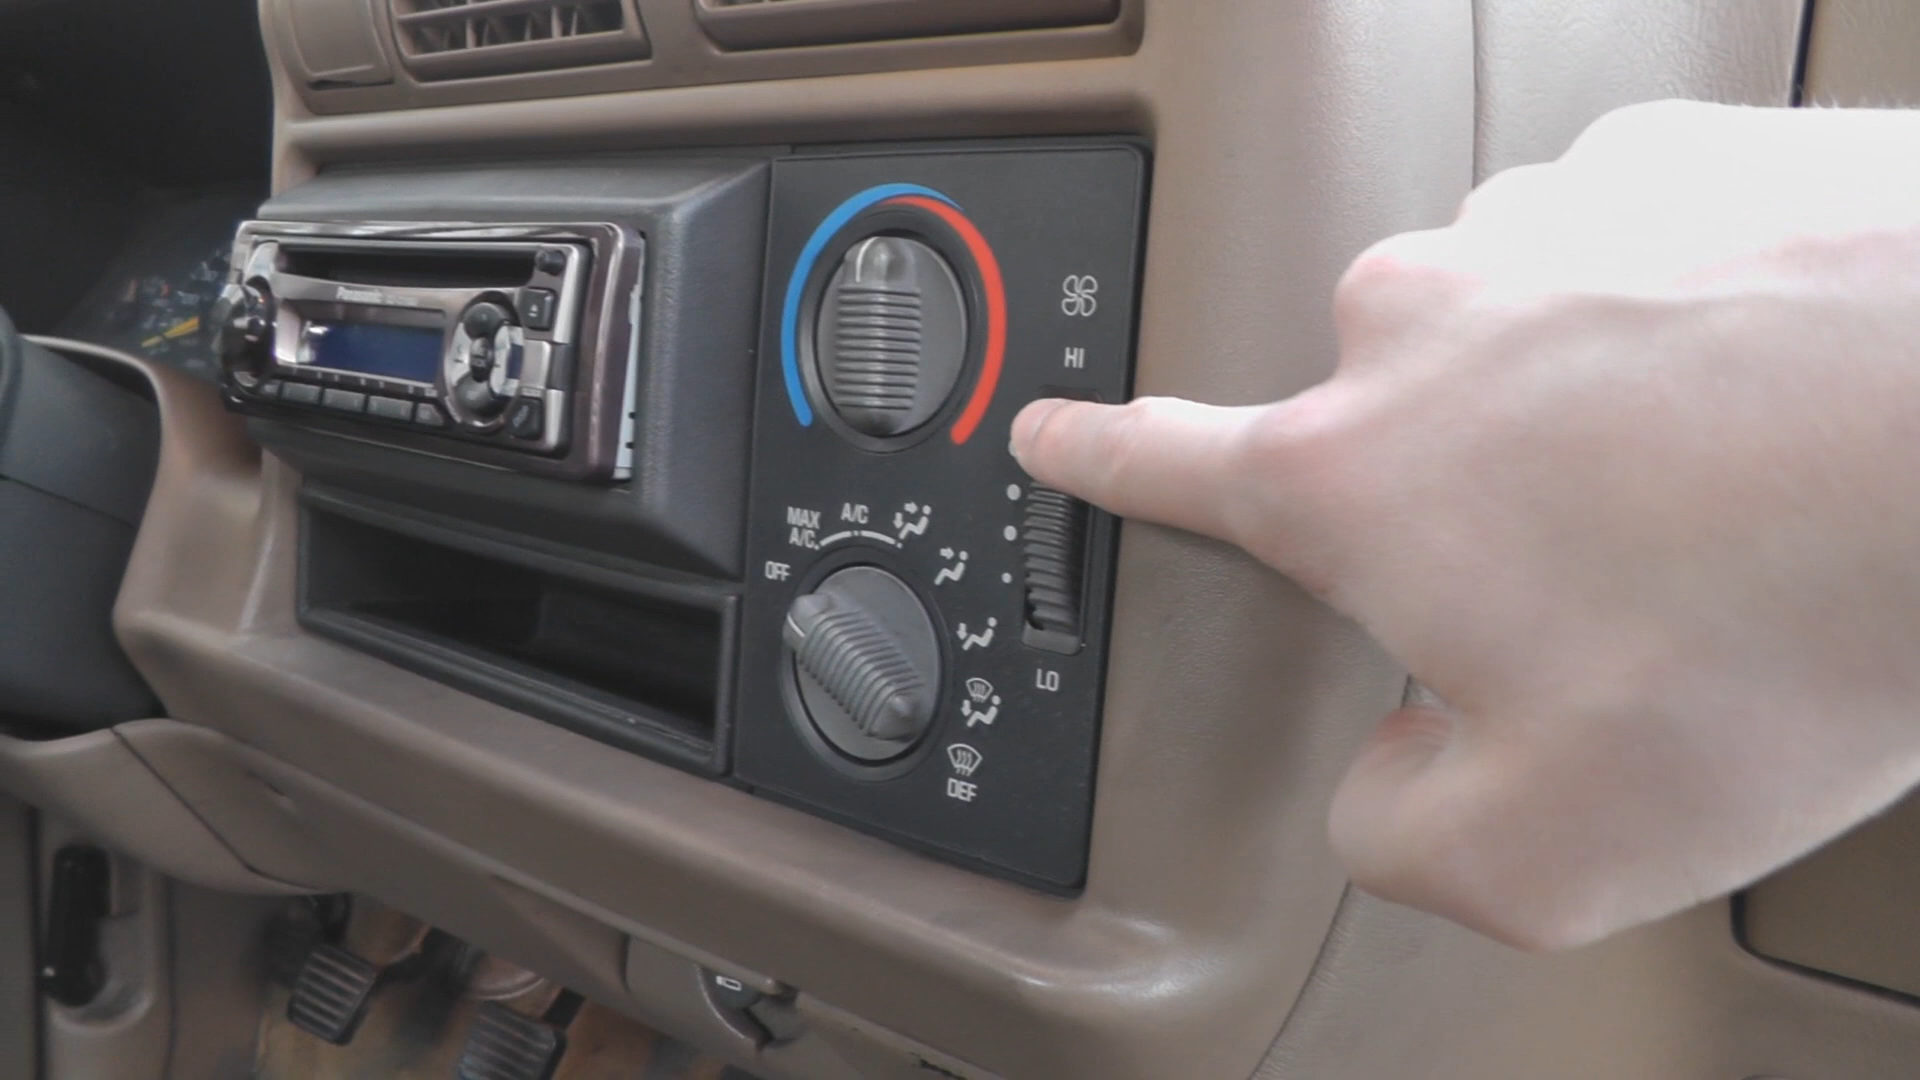 Panasonic
HI
MAX
A/C
A/C
OFF
LO
DEF